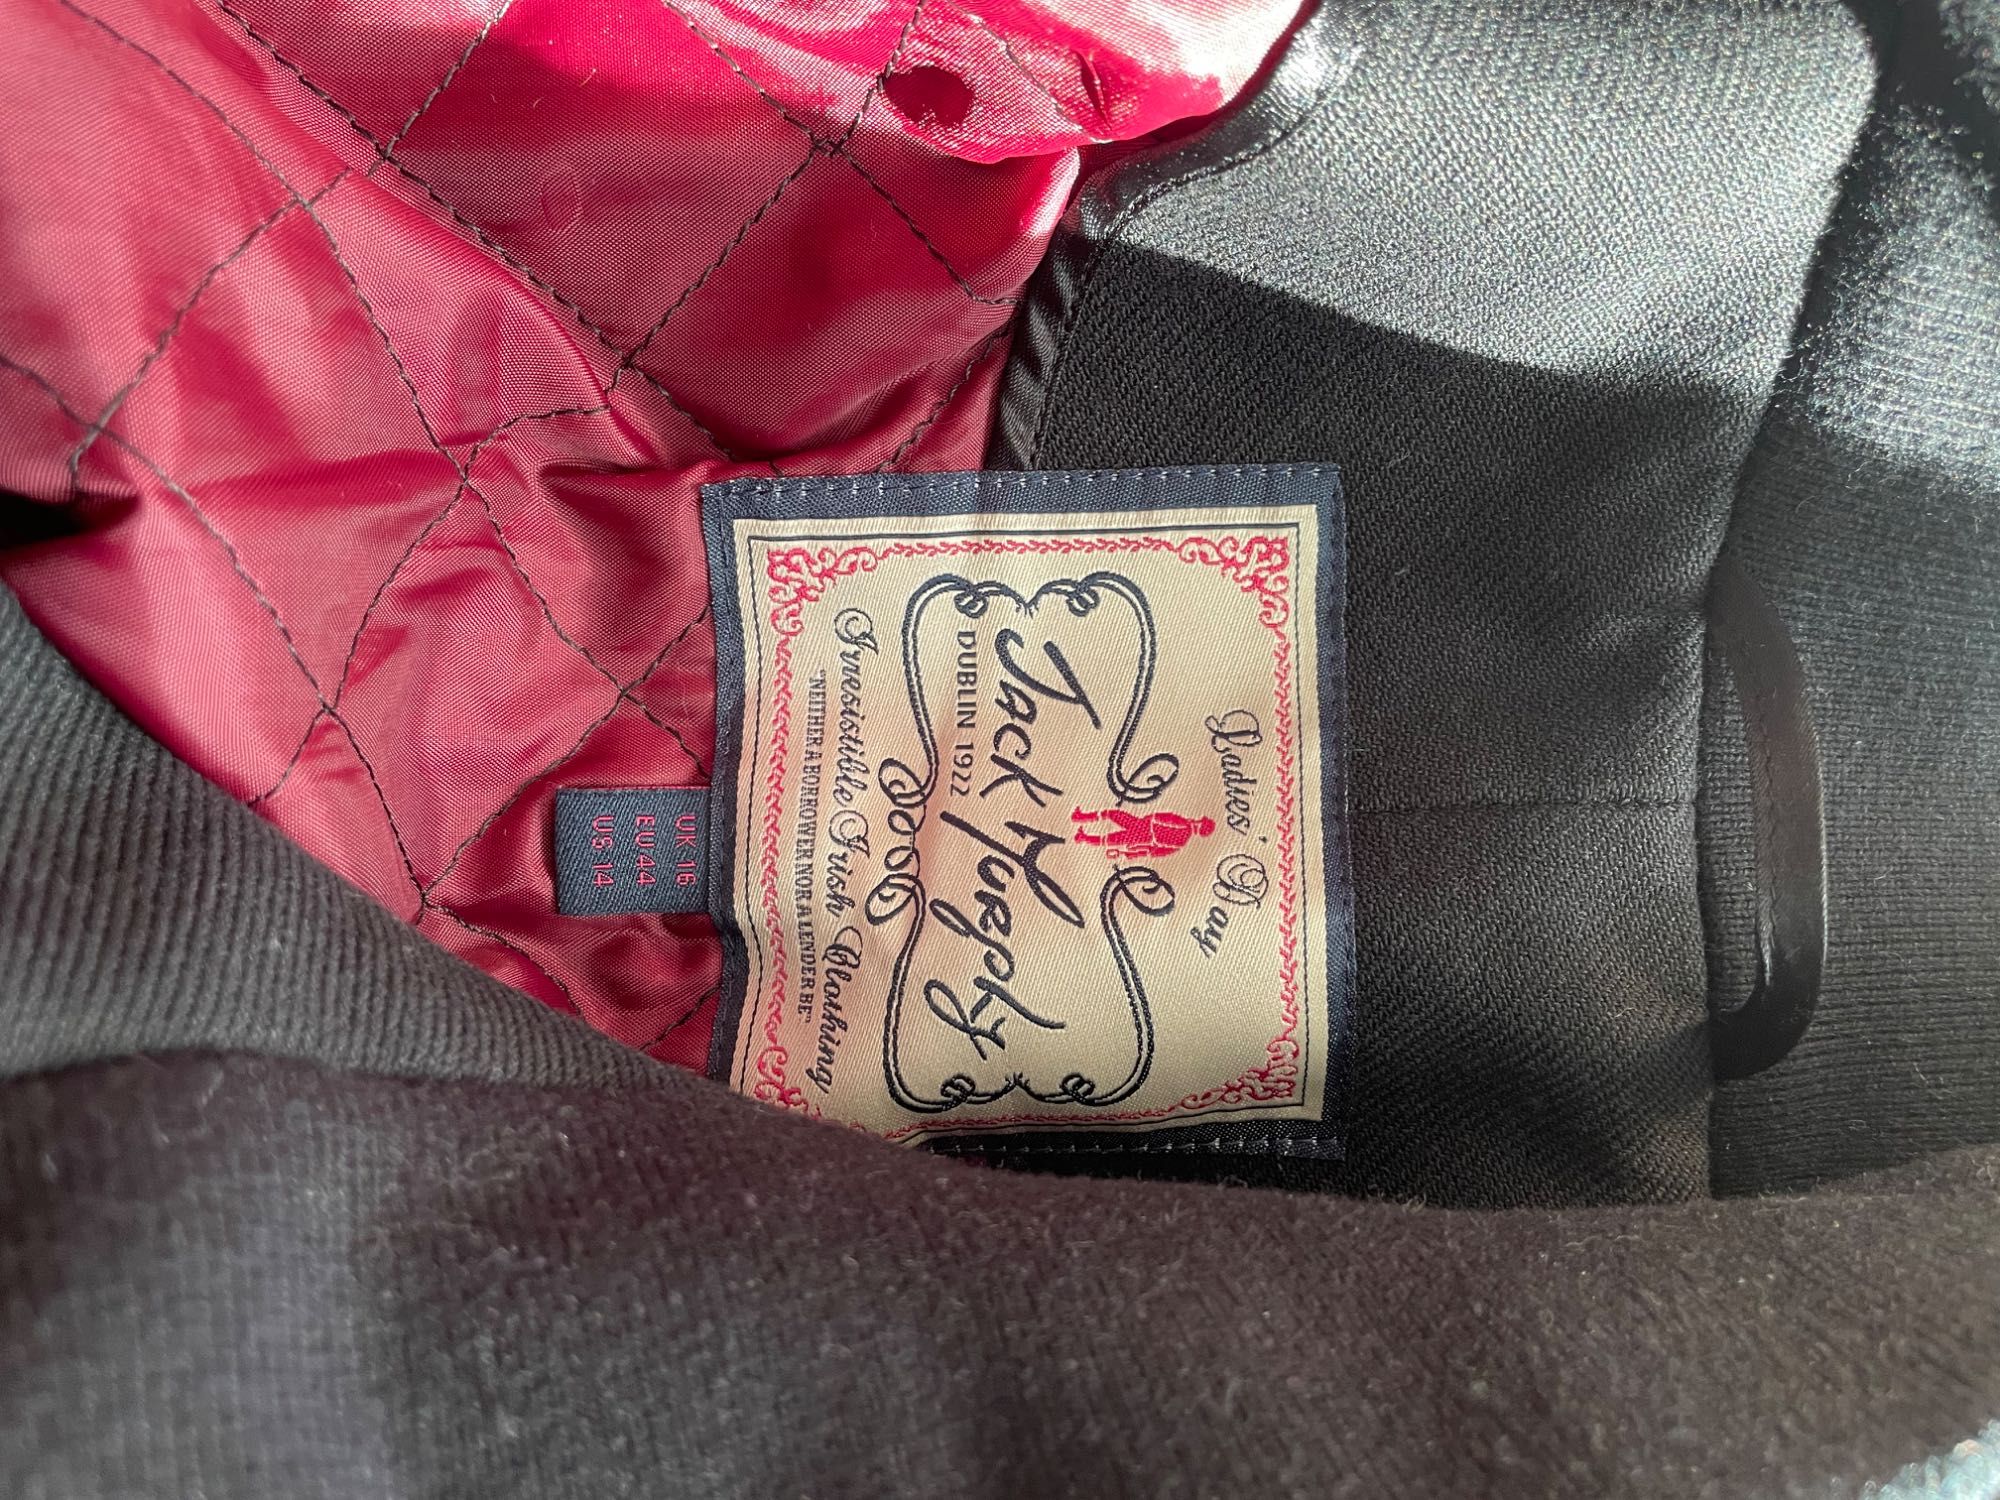 Ladies' Day
Jack Murphy
DUBLIN 1922
Irresistible Irish Clothing
"NEITHER A BORROWER NOR A LENDER BE"
UK 16
EU 44
US 14